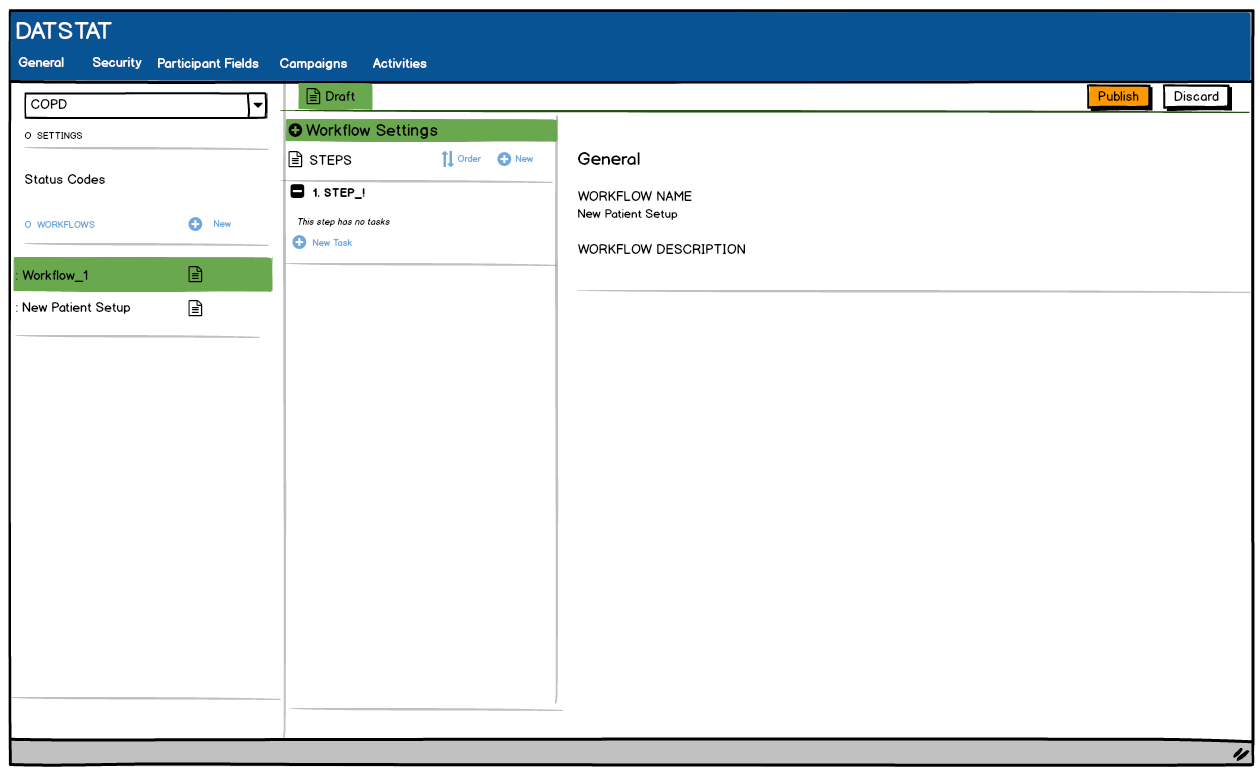 DATSTAT
General Security Participant Fields Campaigns Activities
COPD
O SETTINGS
Status Codes
O WORKFLOWS New
: Workflow_1
: New Patient Setup
Draft
Publish Discard
Workflow Settings
STEPS Order New
1. STEP_!
This step has no tasks
New Task
General
WORKFLOW NAME
New Patient Setup
WORKFLOW DESCRIPTION